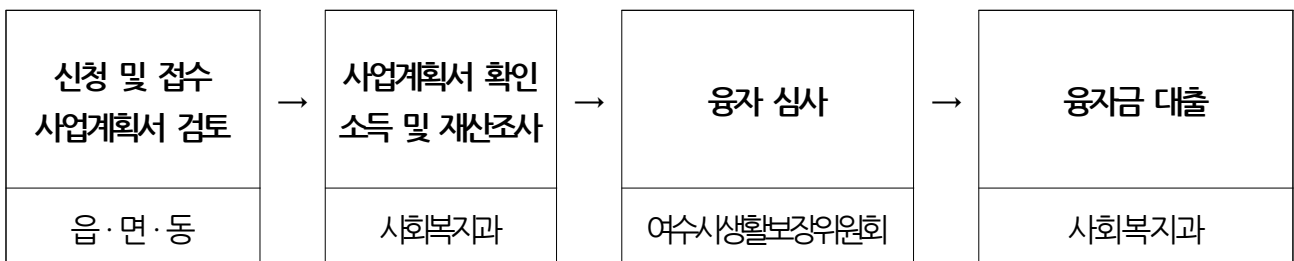 신청 및 접수
사업계획서 검토
→
사업계획서 확인
소득 및 재산조사
→
융자 심사
→
융자금 대출
읍·면·동
사회복지과
여수시생활보장위원회
사회복지과